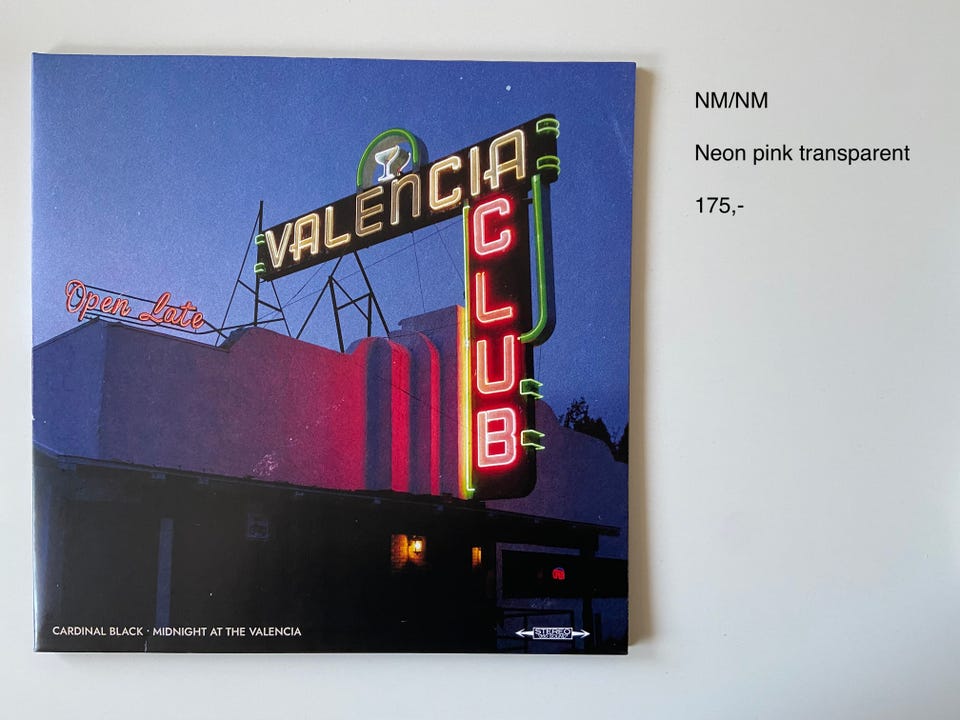 VALENCIA
CLUB
Open Late
CARDINAL BLACK · MIDNIGHT AT THE VALENCIA
STEREO
NM/NM
Neon pink transparent
175,-